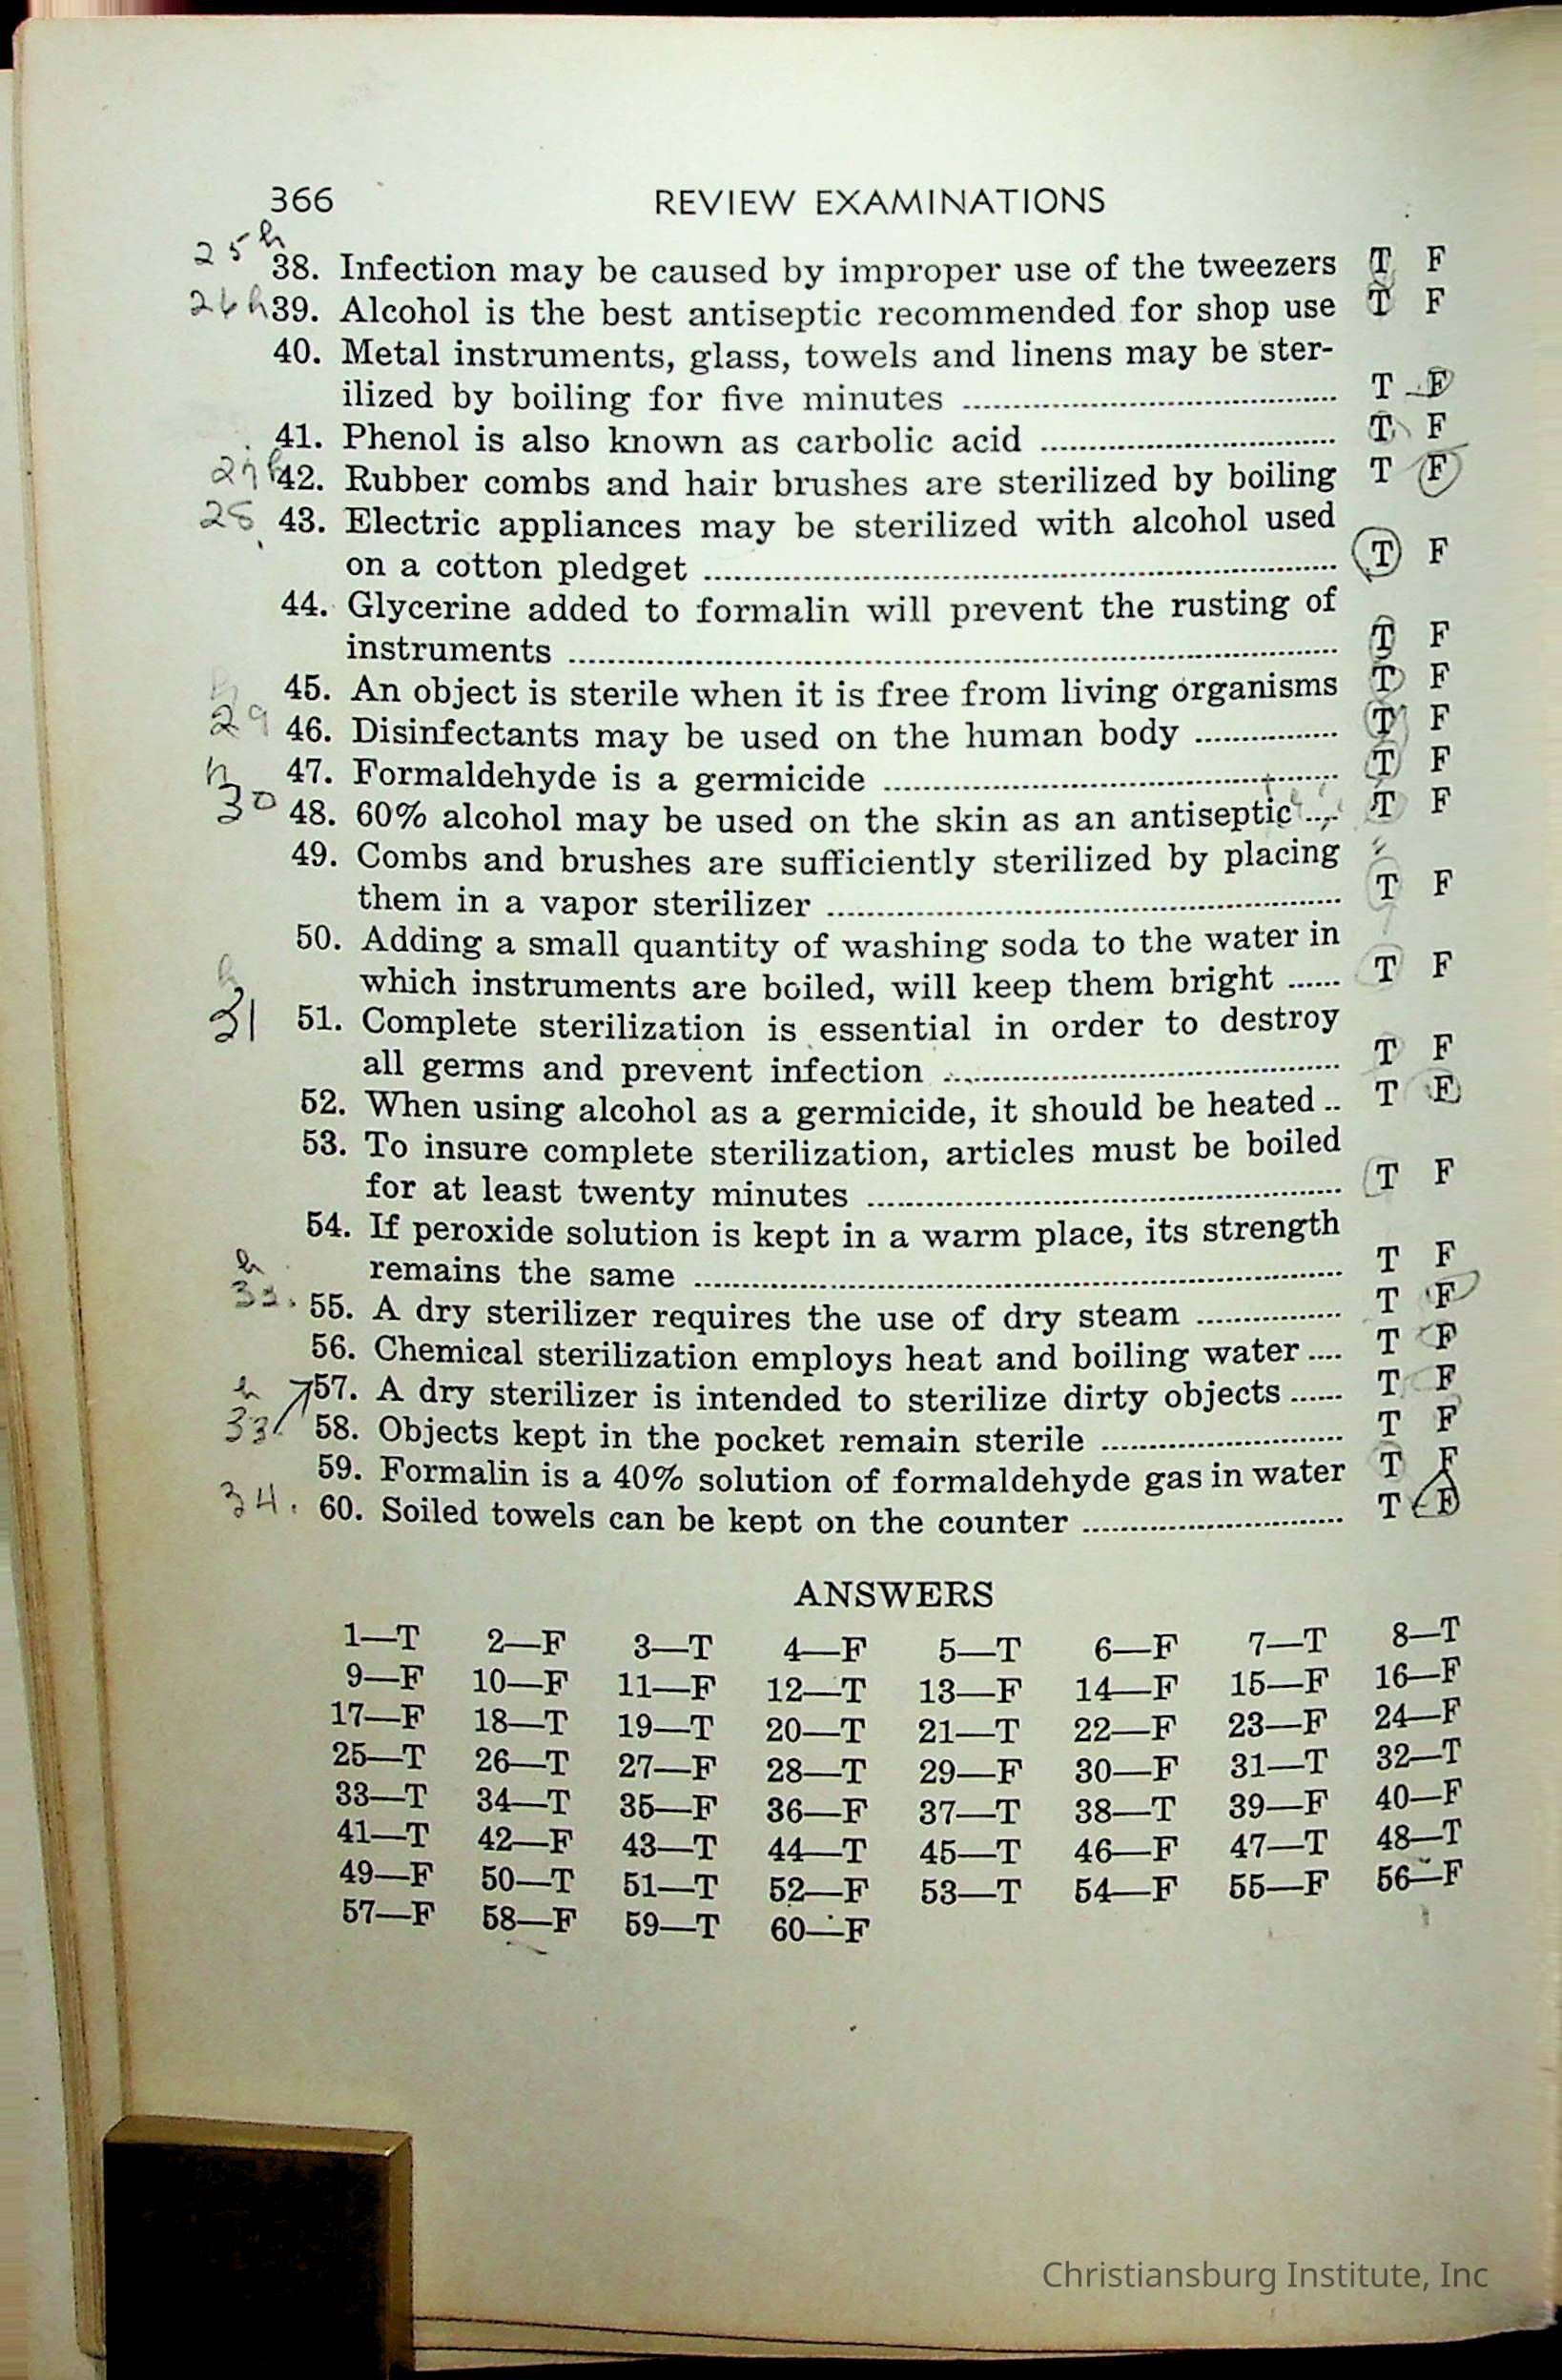 366 REVIEW EXAMINATIONS
25 h
38. Infection may be caused by improper use of the tweezers T F
26 h 39. Alcohol is the best antiseptic recommended for shop use T F
40. Metal instruments, glass, towels and linens may be ster-
ilized by boiling for five minutes T F
41. Phenol is also known as carbolic acid T F
27 h 42. Rubber combs and hair brushes are sterilized by boiling T F
28 43. Electric appliances may be sterilized with alcohol used
on a cotton pledget T F
44. Glycerine added to formalin will prevent the rusting of
instruments T F
h 45. An object is sterile when it is free from living organisms T F
29 46. Disinfectants may be used on the human body T F
h 47. Formaldehyde is a germicide T F
30 48. 60% alcohol may be used on the skin as an antiseptic T F
49. Combs and brushes are sufficiently sterilized by placing
them in a vapor sterilizer T F
50. Adding a small quantity of washing soda to the water in
h which instruments are boiled, will keep them bright T F
31 51. Complete sterilization is essential in order to destroy
all germs and prevent infection T F
52. When using alcohol as a germicide, it should be heated T F
53. To insure complete sterilization, articles must be boiled
for at least twenty minutes T F
54. If peroxide solution is kept in a warm place, its strength
h remains the same T F
32. 55. A dry sterilizer requires the use of dry steam T F
56. Chemical sterilization employs heat and boiling water T F
h 57. A dry sterilizer is intended to sterilize dirty objects T F
33. 58. Objects kept in the pocket remain sterile T F
59. Formalin is a 40% solution of formaldehyde gas in water T F
34. 60. Soiled towels can be kept on the counter T F
ANSWERS
1—T 2—F 3—T 4—F 5—T 6—F 7—T 8—T
9—F 10—F 11—F 12—T 13—F 14—F 15—F 16—F
17—F 18—T 19—T 20—T 21—T 22—F 23—F 24—F
25—T 26—T 27—F 28—T 29—F 30—F 31—T 32—T
33—T 34—T 35—F 36—F 37—T 38—T 39—F 40—F
41—T 42—F 43—T 44—T 45—T 46—F 47—T 48—T
49—F 50—T 51—T 52—F 53—T 54—F 55—F 56—F
57—F 58—F 59—T 60—F
Christiansburg Institute, Inc